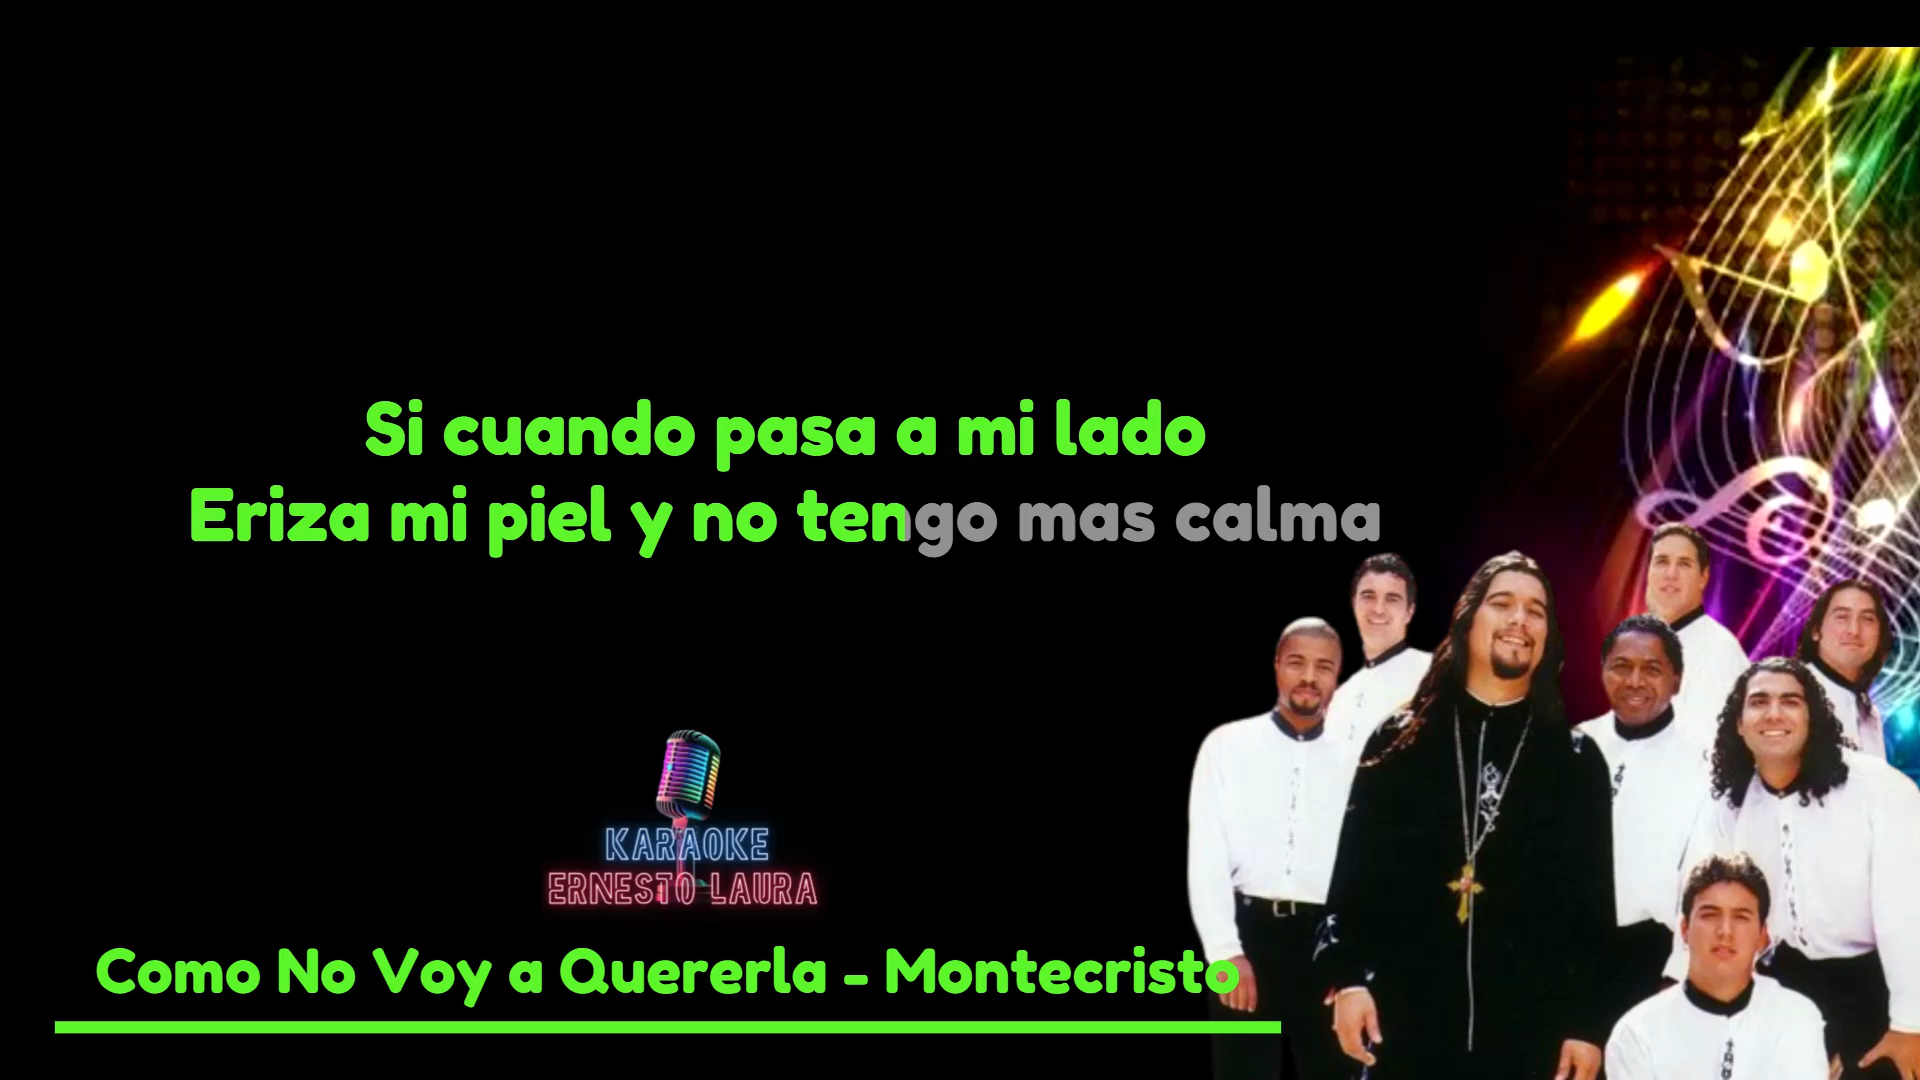 Si cuando pasa a mi lado
Eriza mi piel y no tengo mas calma
KARAOKE
ERNESTO LAURA
Como No Voy a Quererla - Montecristo